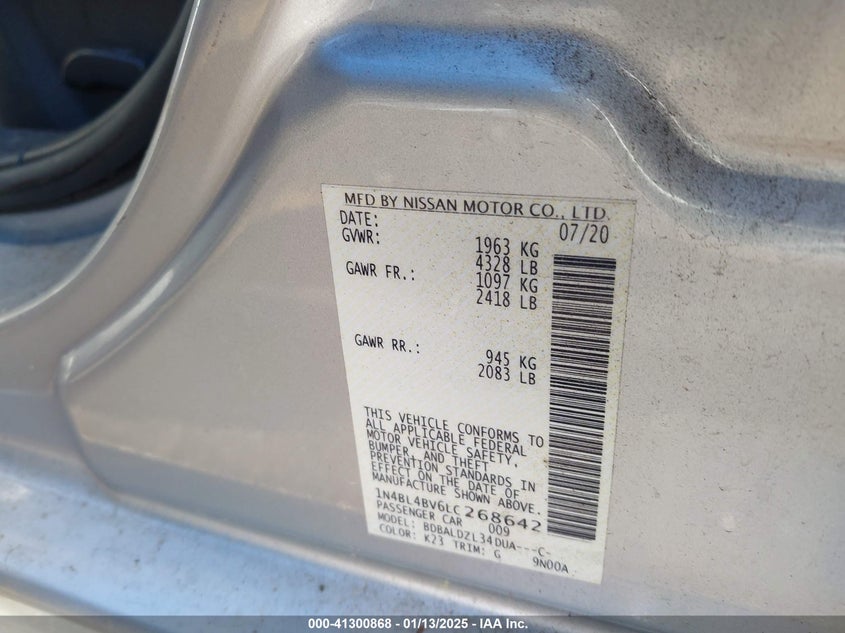 MFD BY NISSAN MOTOR CO., LTD.
DATE: 07/20
GVWR: 1963 KG
4328 LB
GAWR FR.: 1097 KG
2418 LB
GAWR RR.: 945 KG
2083 LB
THIS VEHICLE CONFORMS TO
ALL APPLICABLE FEDERAL
MOTOR VEHICLE SAFETY,
BUMPER, AND THEFT
PREVENTION STANDARDS IN
EFFECT ON THE DATE OF
MANUFACTURE SHOWN ABOVE.
1N4BL4BV6LC268642
PASSENGER CAR 009
MODEL: BDBALDZL34DUA---C-
COLOR: K23 TRIM: G 9N00A
000-41300868 — 01/13/2025 — IAA Inc.